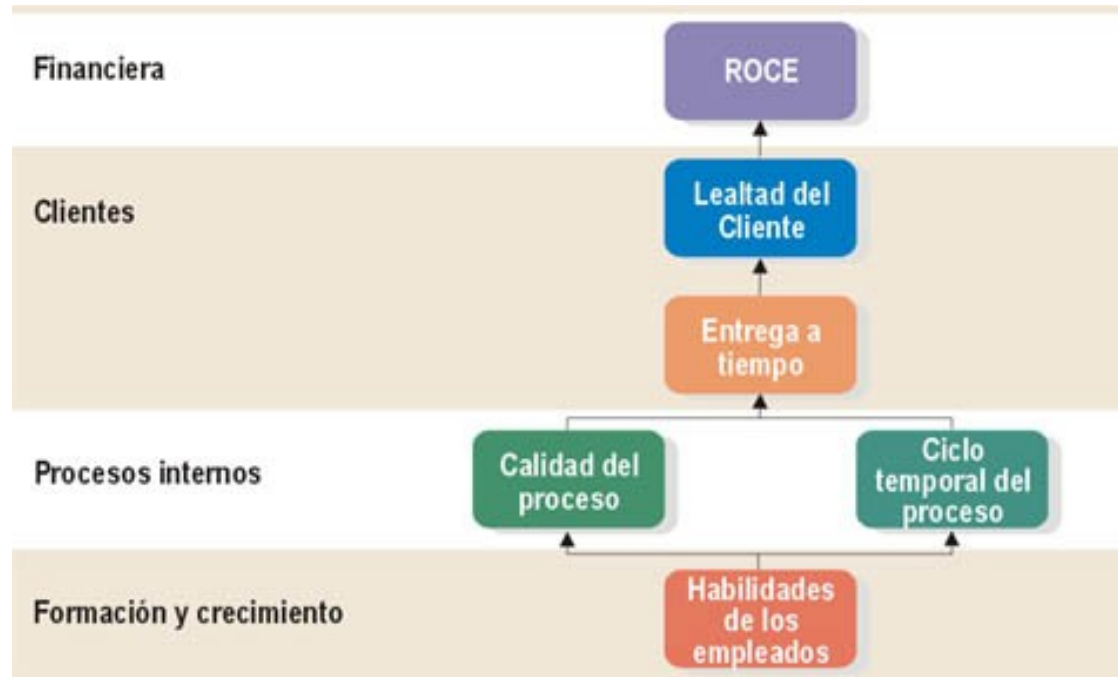 Financiera
ROCE
Clientes
Lealtad del
Cliente
Entrega a
tiempo
Procesos internos
Calidad del
proceso
Ciclo
temporal del
proceso
Formación y crecimiento
Habilidades
de los
empleados